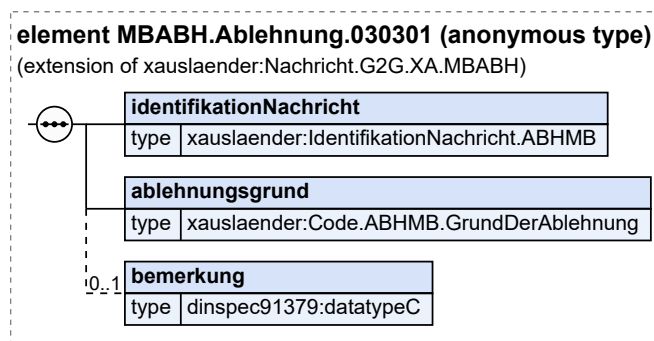 element MBABH.Ablehnung.030301 (anonymous type)
(extension of xauslaender:Nachricht.G2G.XA.MBABH)
identifikationNachricht
type xauslaender:IdentifikationNachricht.ABHMB
ablehnungsgrund
type xauslaender:Code.ABHMB.GrundDerAblehnung
0..1 bemerkung
type dinspec91379:datatypeC